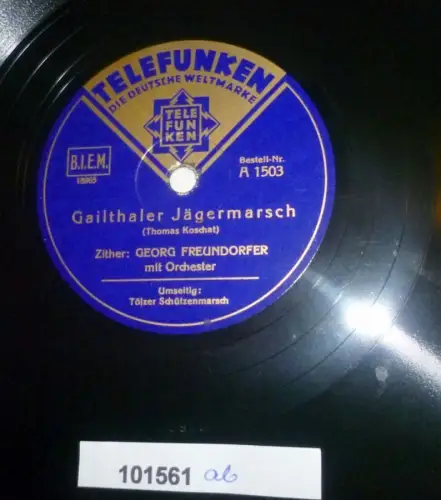 TELEFUNKEN
DIE DEUTSCHE WELTMARKE
TELE
FUN
KEN
B.I.E.M.
Bestell-Nr.
A 1503
Gailthaler Jägermarsch
(Thomas Koschat)
Zither: GEORG FREUNDORFER
mit Orchester
Umseitig:
Tölzer Schützenmarsch
101561 ab